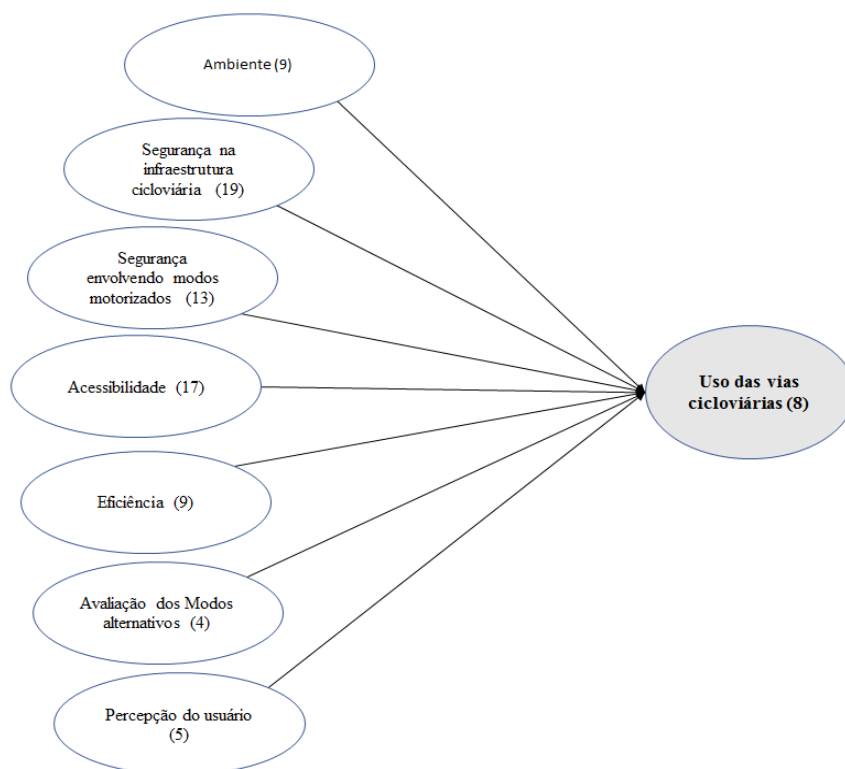 Ambiente (9)
Segurança na
infraestrutura
cicloviária (19)
Segurança
envolvendo modos
motorizados (13)
Acessibilidade (17)
Eficiência (9)
Avaliação dos Modos
alternativos (4)
Percepção do usuário
(5)
Uso das vias
cicloviárias (8)